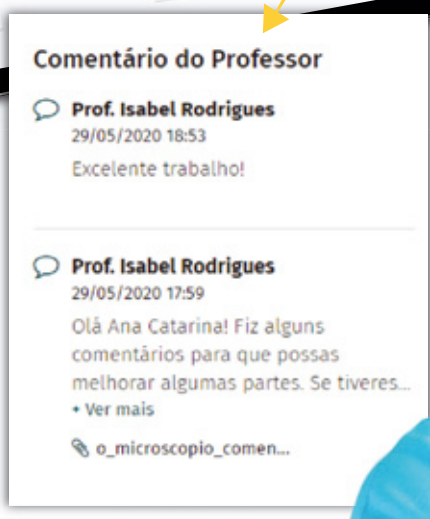 Comentário do Professor
Prof. Isabel Rodrigues
29/05/2020 18:53
Excelente trabalho!
Prof. Isabel Rodrigues
29/05/2020 17:59
Olá Ana Catarina! Fiz alguns
comentários para que possas
melhorar algumas partes. Se tiveres...
+ Ver mais
o_microscopio_comen...